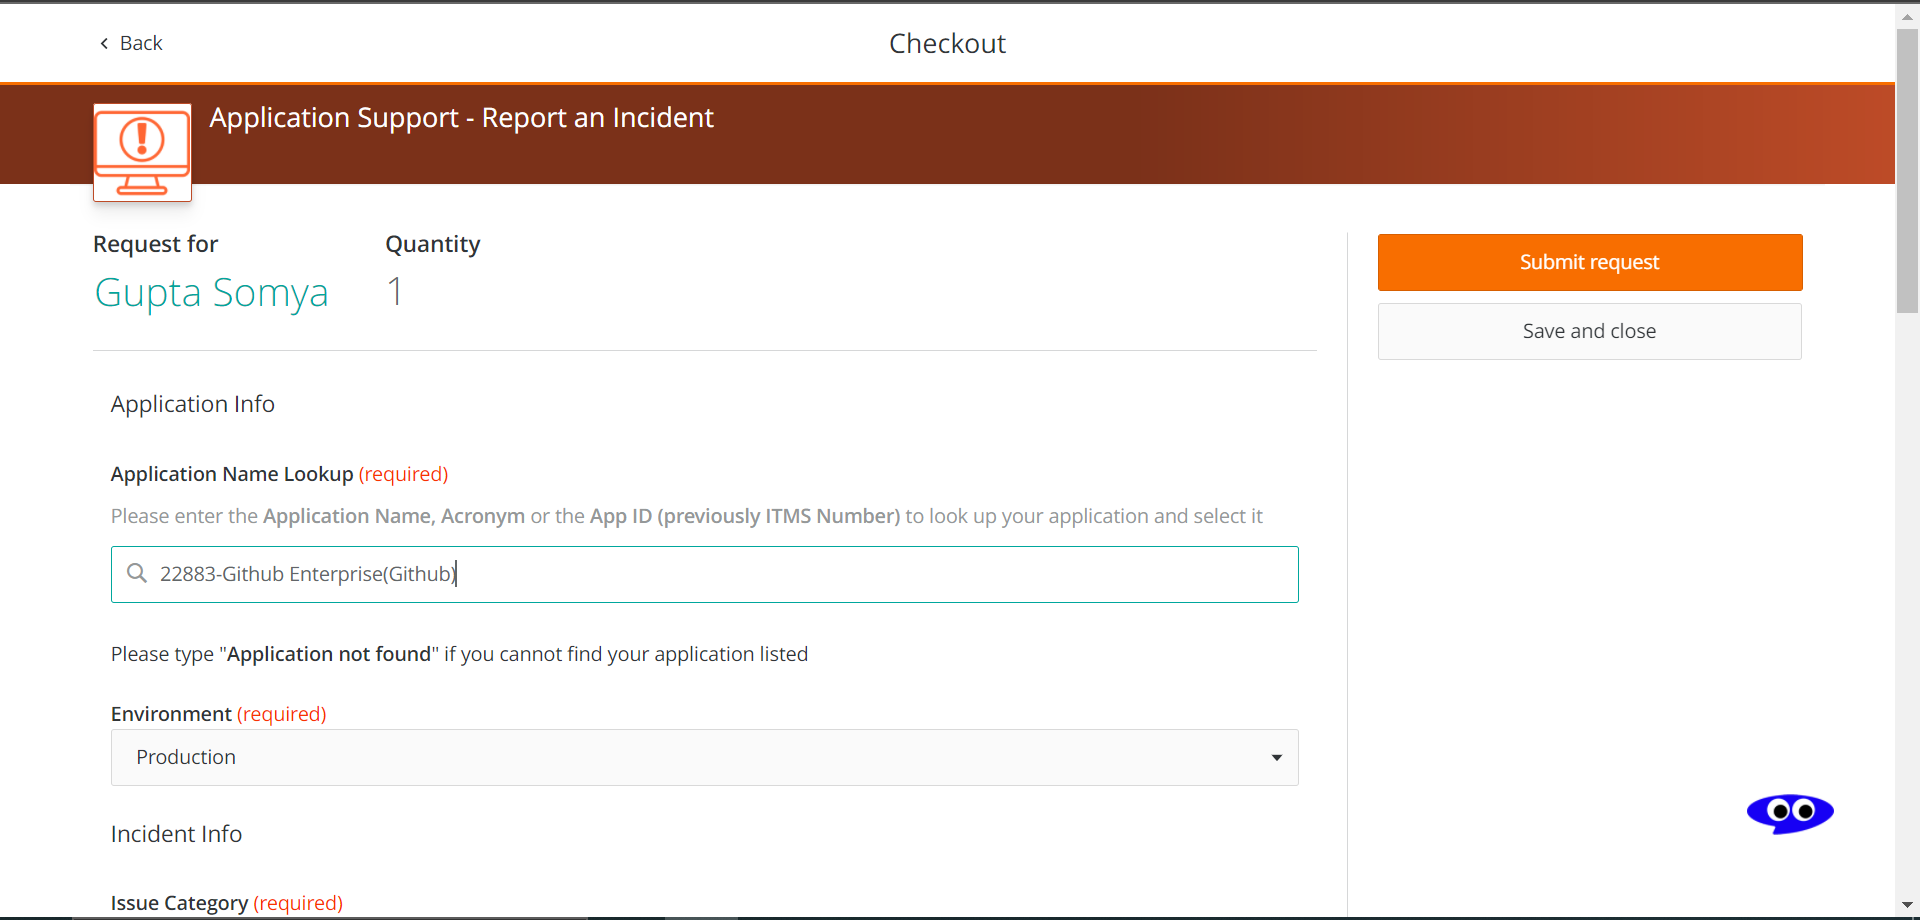 Back
Checkout
Application Support - Report an Incident
Request for
Quantity
Gupta Somya
1
Submit request
Save and close
Application Info
Application Name Lookup (required)
Please enter the Application Name, Acronym or the App ID (previously ITMS Number) to look up your application and select it
22883-Github Enterprise(Github)
Please type "Application not found" if you cannot find your application listed
Environment (required)
Production
Incident Info
Issue Category (required)